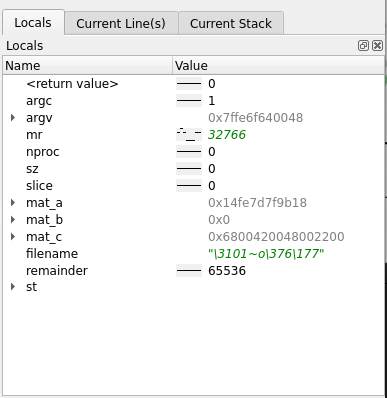 Locals Current Line(s) Current Stack
Locals
Name Value
<return value> 0
argc 1
argv 0x7ffe6f640048
mr 32766
nproc 0
sz 0
slice 0
mat_a 0x14fe7d7f9b18
mat_b 0x0
mat_c 0x6800420048002200
filename "\3101~o\376\177"
remainder 65536
st